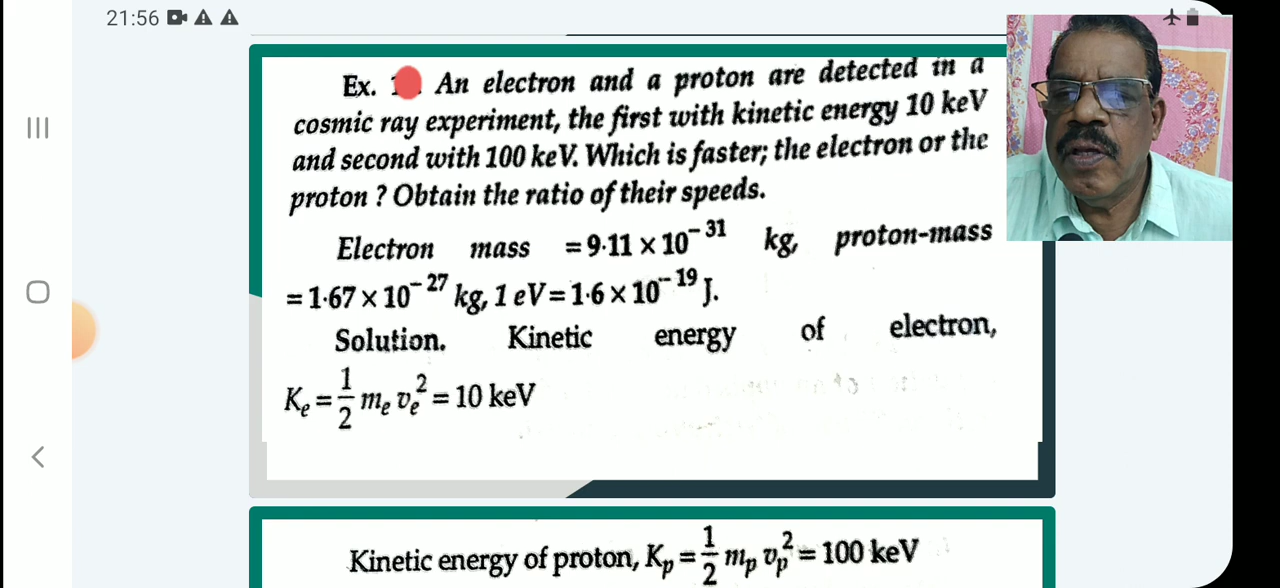 21:56
Ex. An electron and a proton are detected in a
cosmic ray experiment, the first with kinetic energy 10 keV
and second with 100 keV. Which is faster; the electron or the
proton ? Obtain the ratio of their speeds.
Electron mass = 9·11 × 10⁻³¹ kg, proton-mass
= 1·67 × 10⁻²⁷ kg, 1 eV = 1·6 × 10⁻¹⁹ J.
Solution. Kinetic energy of electron,
Kₑ = 1/2 mₑ vₑ² = 10 keV
Kinetic energy of proton, Kₚ = 1/2 mₚ vₚ² = 100 keV